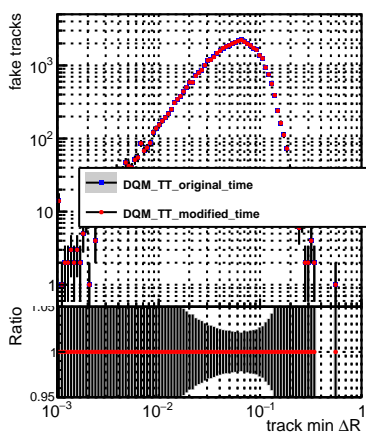 fake tracks
10³
10²
10
1
DQM_TT_original_time
DQM_TT_modified_time
Ratio
1.05
1
0.95
10⁻³
10⁻²
10⁻¹
1
track min ΔR